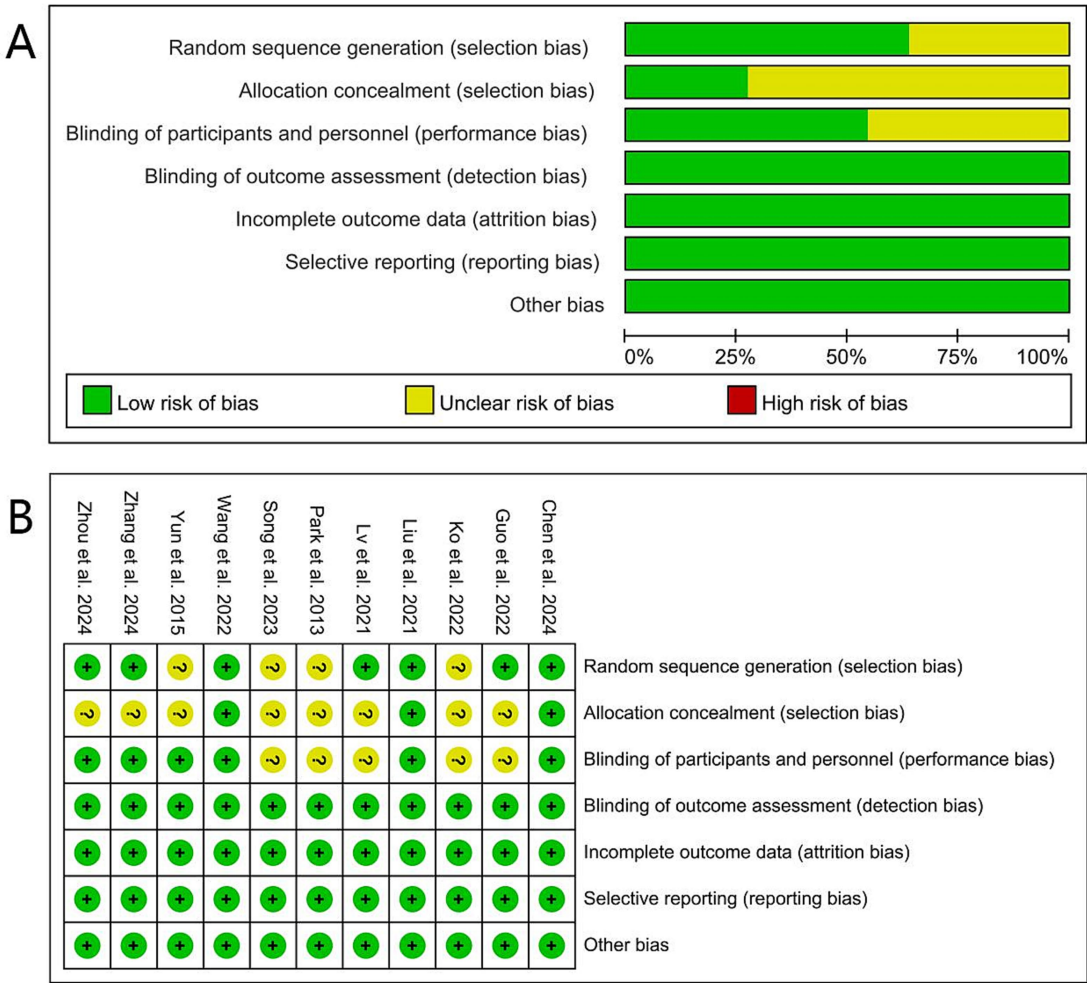 A
Random sequence generation (selection bias)
Allocation concealment (selection bias)
Blinding of participants and personnel (performance bias)
Blinding of outcome assessment (detection bias)
Incomplete outcome data (attrition bias)
Selective reporting (reporting bias)
Other bias
0% 25% 50% 75% 100%
Low risk of bias Unclear risk of bias High risk of bias
B
Zhou et al. 2024
Zhang et al. 2024
Yun et al. 2015
Wang et al. 2022
Song et al. 2023
Park et al. 2013
Lv et al. 2021
Liu et al. 2021
Ko et al. 2022
Guo et al. 2022
Chen et al. 2024
+ + ? + ? ? + + ? + + Random sequence generation (selection bias)
? ? ? + ? ? ? + ? ? + Allocation concealment (selection bias)
+ + + + ? ? ? + ? ? + Blinding of participants and personnel (performance bias)
+ + + + + + + + + + + Blinding of outcome assessment (detection bias)
+ + + + + + + + + + + Incomplete outcome data (attrition bias)
+ + + + + + + + + + + Selective reporting (reporting bias)
+ + + + + + + + + + + Other bias